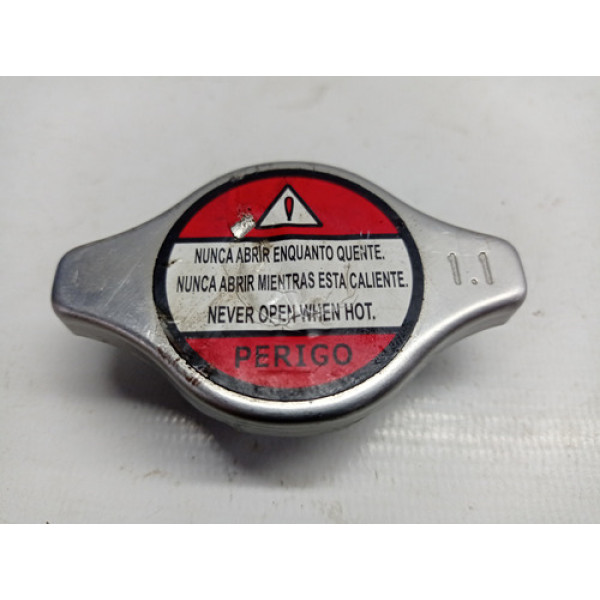 NUNCA ABRIR ENQUANTO QUENTE.
NUNCA ABRIR MIENTRAS ESTA CALIENTE.
NEVER OPEN WHEN HOT.
PERIGO
1.1